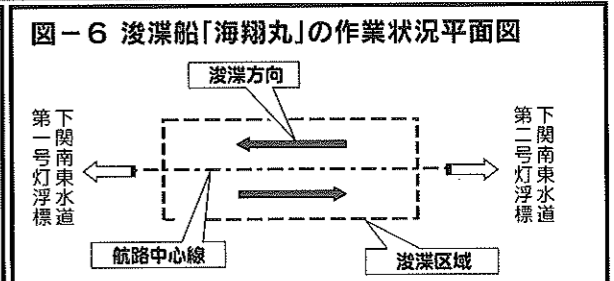 図－6 浚渫船「海翔丸」の作業状況平面図
浚渫方向
下関南東水道
第一号灯浮標
下関南東水道
第二号灯浮標
航路中心線
浚渫区域